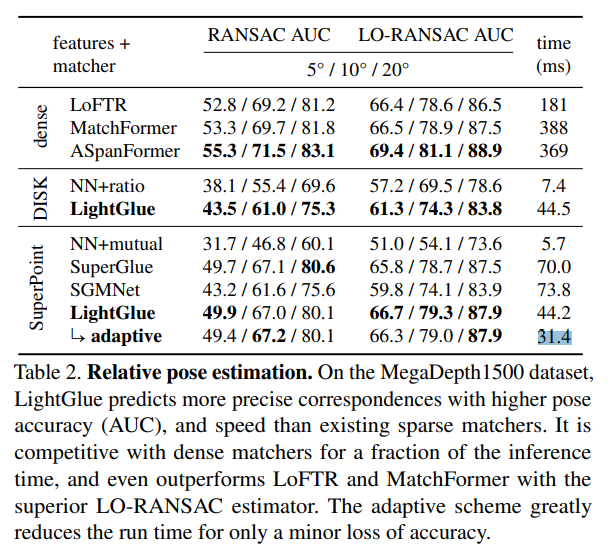 features + matcher RANSAC AUC LO-RANSAC AUC time (ms)
5° / 10° / 20°
dense
LoFTR 52.8 / 69.2 / 81.2 66.4 / 78.6 / 86.5 181
MatchFormer 53.3 / 69.7 / 81.8 66.5 / 78.9 / 87.5 388
ASpanFormer 55.3 / 71.5 / 83.1 69.4 / 81.1 / 88.9 369
DISK
NN+ratio 38.1 / 55.4 / 69.6 57.2 / 69.5 / 78.6 7.4
LightGlue 43.5 / 61.0 / 75.3 61.3 / 74.3 / 83.8 44.5
SuperPoint
NN+mutual 31.7 / 46.8 / 60.1 51.0 / 54.1 / 73.6 5.7
SuperGlue 49.7 / 67.1 / 80.6 65.8 / 78.7 / 87.5 70.0
SGMNet 43.2 / 61.6 / 75.6 59.8 / 74.1 / 83.9 73.8
LightGlue 49.9 / 67.0 / 80.1 66.7 / 79.3 / 87.9 44.2
↳ adaptive 49.4 / 67.2 / 80.1 66.3 / 79.0 / 87.9 31.4
Table 2. Relative pose estimation. On the MegaDepth1500 dataset,
LightGlue predicts more precise correspondences with higher pose
accuracy (AUC), and speed than existing sparse matchers. It is
competitive with dense matchers for a fraction of the inference
time, and even outperforms LoFTR and MatchFormer with the
superior LO-RANSAC estimator. The adaptive scheme greatly
reduces the run time for only a minor loss of accuracy.